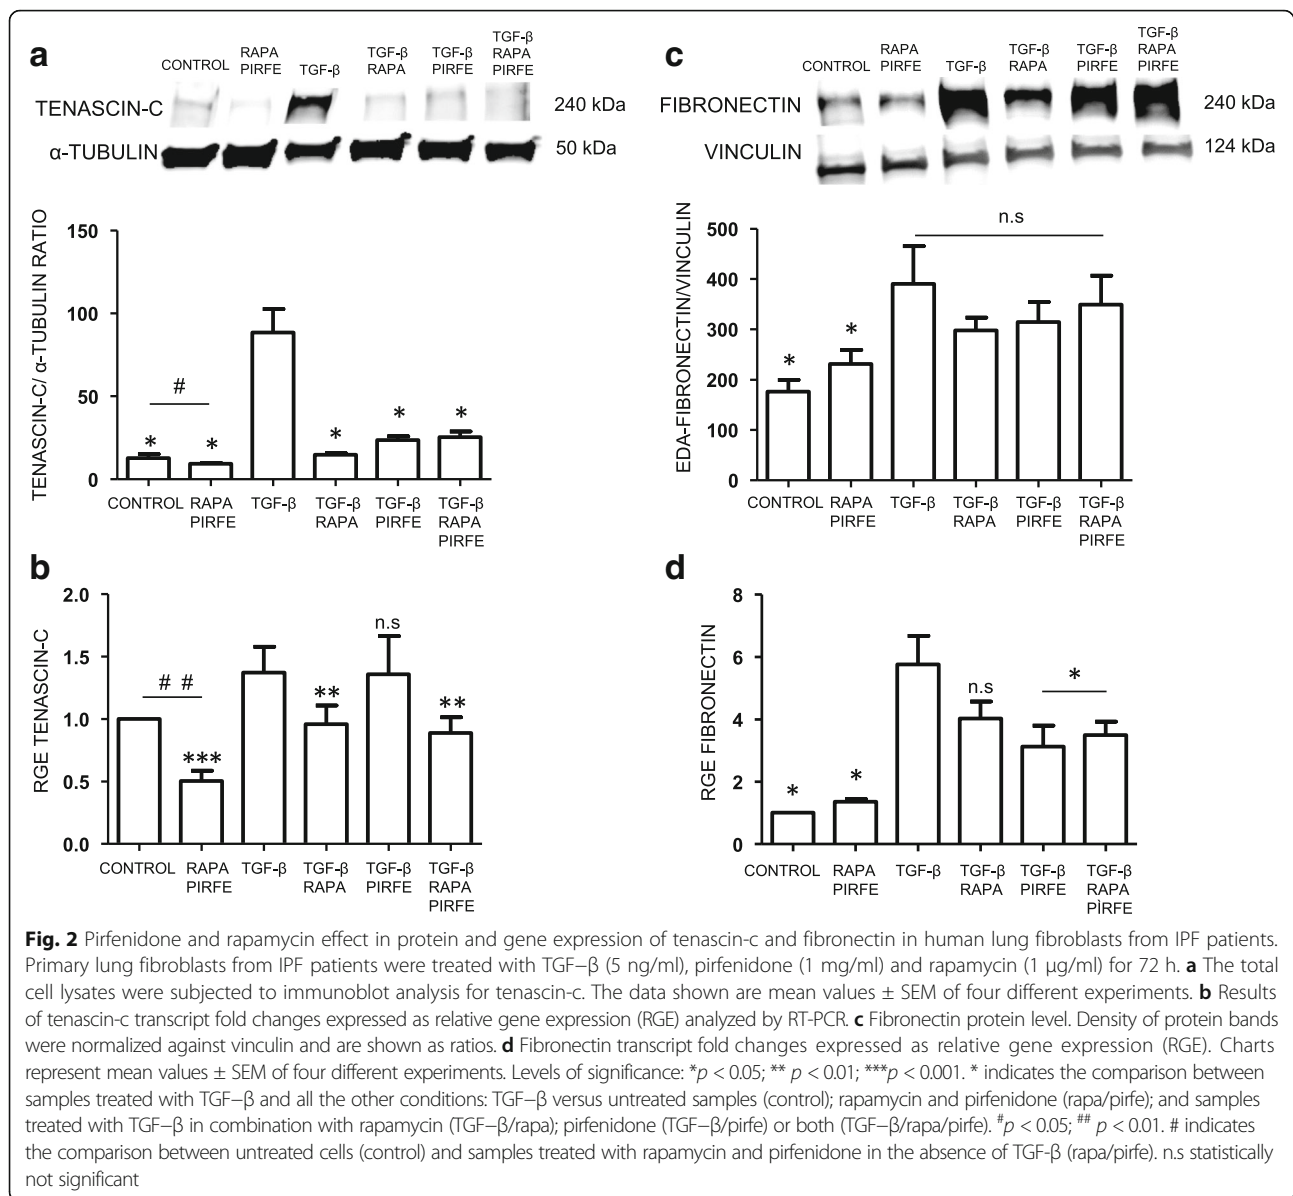 a
CONTROL
RAPA
PIRFE
TGF-β
TGF-β
RAPA
TGF-β
PIRFE
TGF-β
RAPA
PIRFE
TENASCIN-C
240 kDa
α-TUBULIN
50 kDa
TENASCIN-C/ α-TUBULIN RATIO
150
100
50
0
#
*
*
*
*
*
CONTROL
RAPA
PIRFE
TGF-β
TGF-β
RAPA
TGF-β
PIRFE
TGF-β
RAPA
PIRFE
c
CONTROL
RAPA
PIRFE
TGF-β
TGF-β
RAPA
TGF-β
PIRFE
TGF-β
RAPA
PIRFE
FIBRONECTIN
240 kDa
VINCULIN
124 kDa
EDA-FIBRONECTIN/VINCULIN
500
400
300
200
100
0
*
*
n.s
CONTROL
RAPA
PIRFE
TGF-β
TGF-β
RAPA
TGF-β
PIRFE
TGF-β
RAPA
PIRFE
b
RGE TENASCIN-C
2.0
1.5
1.0
0.5
0.0
# #
***
**
n.s
**
CONTROL
RAPA
PIRFE
TGF-β
TGF-β
RAPA
TGF-β
PIRFE
TGF-β
RAPA
PIRFE
d
RGE FIBRONECTIN
8
6
4
2
0
*
*
n.s
*
CONTROL
RAPA
PIRFE
TGF-β
TGF-β
RAPA
TGF-β
PIRFE
TGF-β
RAPA
PÌRFE
Fig. 2 Pirfenidone and rapamycin effect in protein and gene expression of tenascin-c and fibronectin in human lung fibroblasts from IPF patients.
Primary lung fibroblasts from IPF patients were treated with TGF–β (5 ng/ml), pirfenidone (1 mg/ml) and rapamycin (1 μg/ml) for 72 h. a The total
cell lysates were subjected to immunoblot analysis for tenascin-c. The data shown are mean values ± SEM of four different experiments. b Results
of tenascin-c transcript fold changes expressed as relative gene expression (RGE) analyzed by RT-PCR. c Fibronectin protein level. Density of protein bands
were normalized against vinculin and are shown as ratios. d Fibronectin transcript fold changes expressed as relative gene expression (RGE). Charts
represent mean values ± SEM of four different experiments. Levels of significance: *p < 0.05; ** p < 0.01; ***p < 0.001. * indicates the comparison between
samples treated with TGF–β and all the other conditions: TGF–β versus untreated samples (control); rapamycin and pirfenidone (rapa/pirfe); and samples
treated with TGF–β in combination with rapamycin (TGF–β/rapa); pirfenidone (TGF–β/pirfe) or both (TGF–β/rapa/pirfe). #p < 0.05; ## p < 0.01. # indicates
the comparison between untreated cells (control) and samples treated with rapamycin and pirfenidone in the absence of TGF-β (rapa/pirfe). n.s statistically
not significant